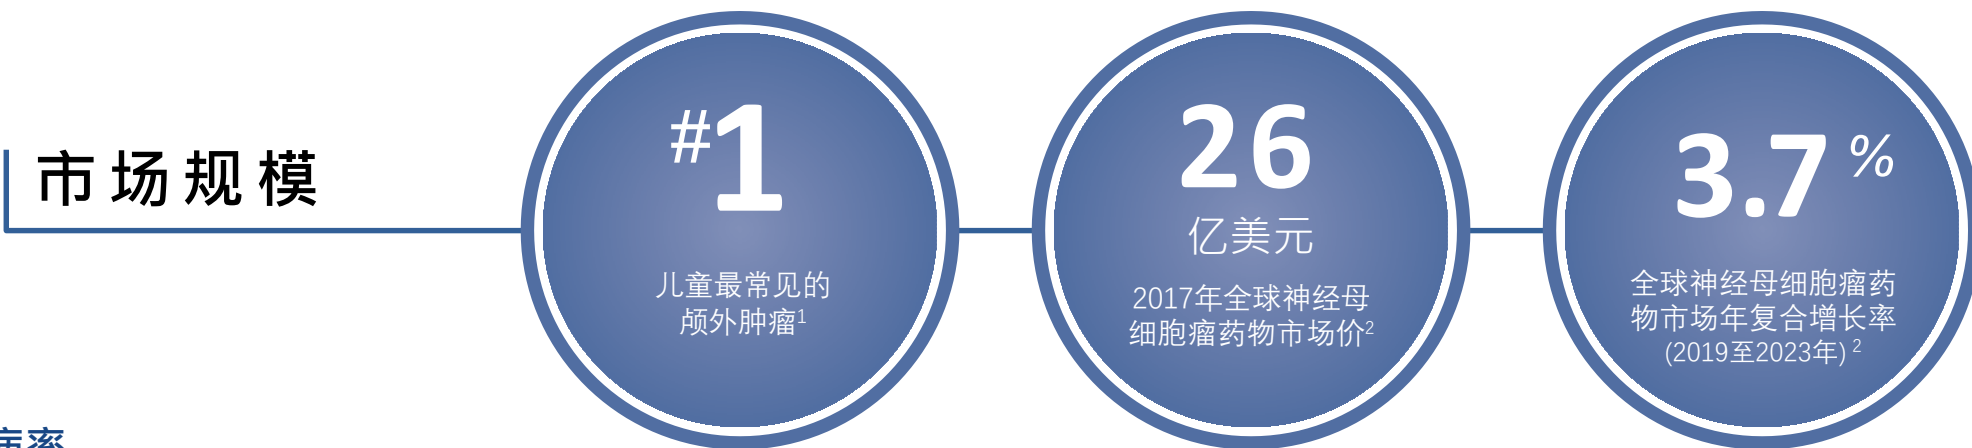 市场规模
#1
儿童最常见的
颅外肿瘤1
26
亿美元
2017年全球神经母
细胞瘤药物市场价2
3.7%
全球神经母细胞瘤药
物市场年复合增长率
(2019至2023年) 2
病率